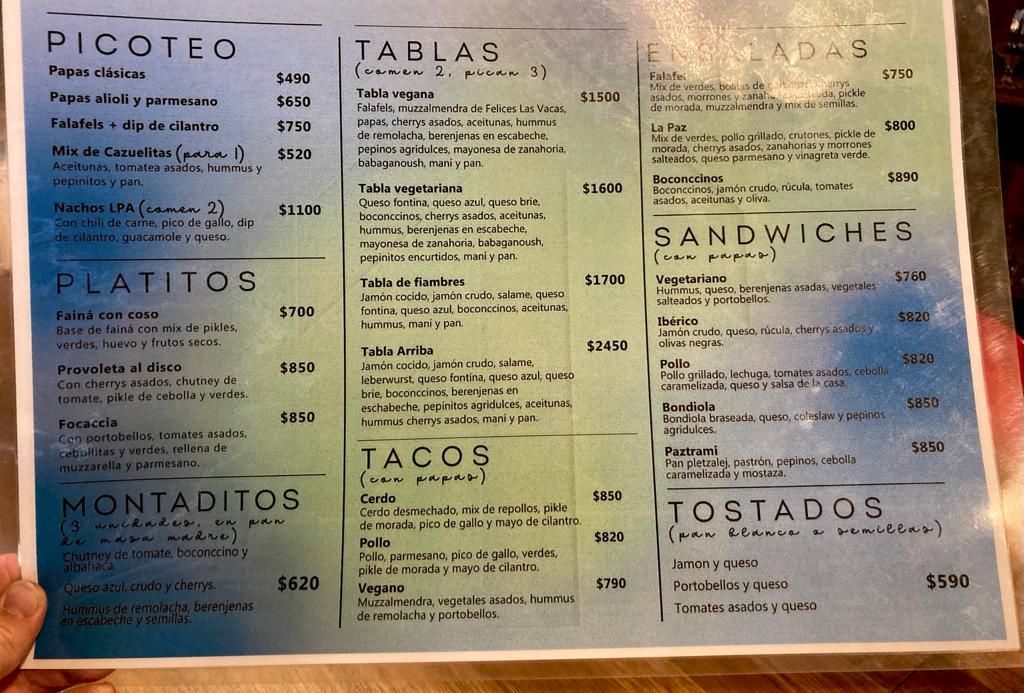 PICOTEO
Papas clásicas $490
Papas alioli y parmesano $650
Falafels + dip de cilantro $750
Mix de Cazuelitas (para 1) $520
Aceitunas, tomatea asados, hummus y
pepinitos y pan.
Nachos LPA (comen 2) $1100
Con chili de carne, pico de gallo, dip
de cilantro, guacamole y queso.
PLATITOS
Fainá con coso $700
Base de fainá con mix de pikles,
verdes, huevo y frutos secos.
Provoleta al disco $850
Con cherrys asados, chutney de
tomate, pikle de cebolla y verdes.
Focaccia $850
Con portobellos, tomates asados,
cebollitas y verdes, rellena de
muzzarella y parmesano.
MONTADITOS
(3 unidades, en pan
de masa madre)
Chutney de tomate, boconccino y
albahaca.
Queso azul, crudo y cherrys. $620
Hummus de remolacha, berenjenas
en escabeche y semillas.
TABLAS
(comen 2, pican 3)
Tabla vegana $1500
Falafels, muzzalmendra de Felices Las Vacas,
papas, cherrys asados, aceitunas, hummus
de remolacha, berenjenas en escabeche,
pepinos agridulces, mayonesa de zanahoria,
babaganoush, maní y pan.
Tabla vegetariana $1600
Queso fontina, queso azul, queso brie,
boconccinos, cherrys asados, aceitunas,
hummus, berenjenas en escabeche,
mayonesa de zanahoria, babaganoush,
pepinitos encurtidos, maní y pan.
Tabla de fiambres $1700
Jamón cocido, jamón crudo, salame, queso
fontina, queso azul, boconccinos, aceitunas,
hummus, maní y pan.
Tabla Arriba $2450
Jamón cocido, jamón crudo, salame,
leberwurst, queso fontina, queso azul, queso
brie, boconccinos, berenjenas en
eschabeche, pepinitos agridulces, aceitunas,
hummus cherrys asados, maní y pan.
TACOS
(con papas)
Cerdo $850
Cerdo desmechado, mix de repollos, pikle
de morada, pico de gallo y mayo de cilantro.
Pollo $820
Pollo, parmesano, pico de gallo, verdes,
pikle de morada y mayo de cilantro.
Vegano $790
Muzzalmendra, vegetales asados, hummus
de remolacha y portobellos.
ENSALADAS
Falafel $750
Mix de verdes, bolitas de cherrys
asados, morrones y pickle
de morada, muzzalmendra y mix de semillas.
La Paz $800
Mix de verdes, pollo grillado, crutones, pickle de
morada, cherrys asados, zanahorias y morrones
salteados, queso parmesano y vinagreta verde.
Boconccinos $890
Boconccinos, jamón crudo, rúcula, tomates
asados, aceitunas y oliva.
SANDWICHES
(con papas)
Vegetariano $760
Hummus, queso, berenjenas asadas, vegetales
salteados y portobellos.
Ibérico $820
Jamón crudo, queso, rúcula, cherrys asados y
olivas negras.
Pollo $820
Pollo grillado, lechuga, tomates asados, cebolla
caramelizada, queso y salsa de la casa.
Bondiola $850
Bondiola braseada, queso, coleslaw y pepinos
agridulces.
Paztrami $850
Pan pletzalej, pastrón, pepinos, cebolla
caramelizada y mostaza.
TOSTADOS
(pan blanco o semillas)
Jamon y queso
Portobellos y queso $590
Tomates asados y queso